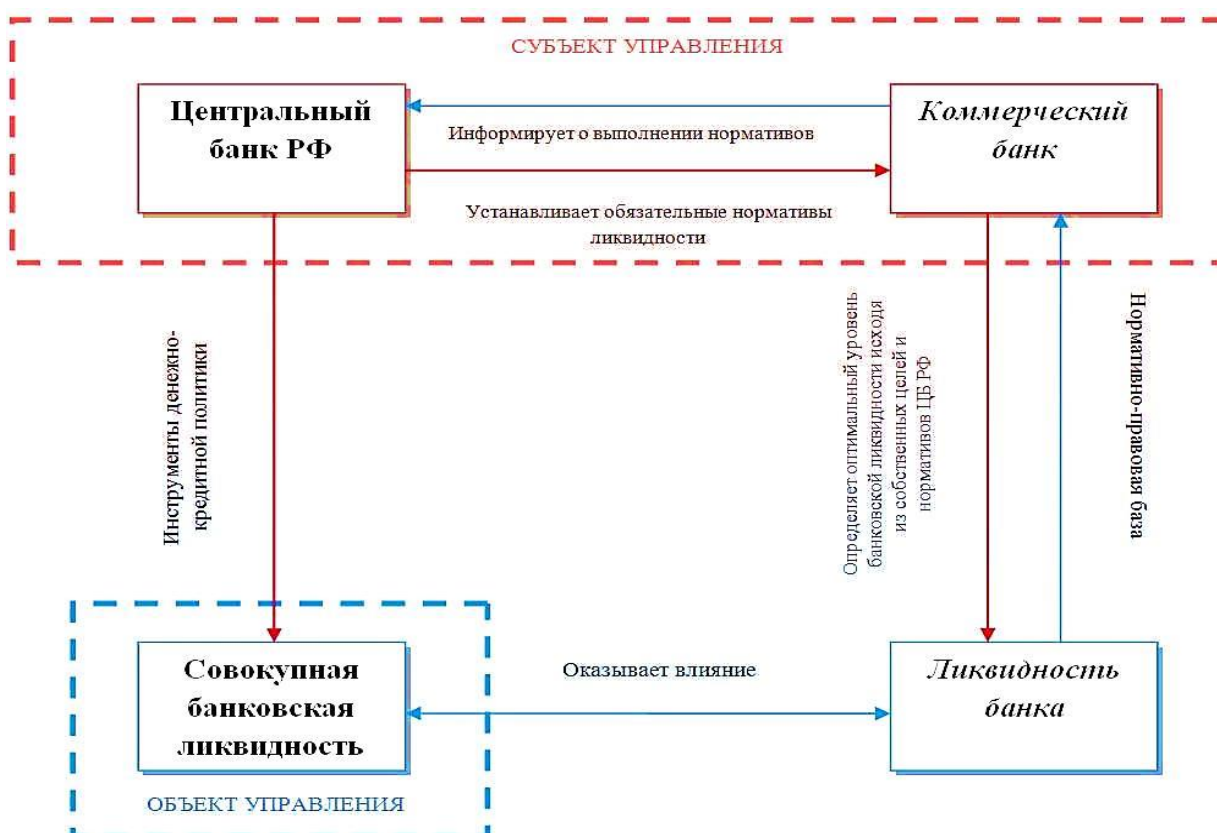 СУБЪЕКТ УПРАВЛЕНИЯ
Центральный
банк РФ
Информирует о выполнении нормативов
Коммерческий
банк
Устанавливает обязательные нормативы
ликвидности
Инструменты денежно-
кредитной политики
Определяет оптимальный уровень
банковской ликвидности исходя
из собственных целей и
нормативов ЦБ РФ
Нормативно-правовая база
Совокупная
банковская
ликвидность
Оказывает влияние
Ликвидность
банка
ОБЪЕКТ УПРАВЛЕНИЯ